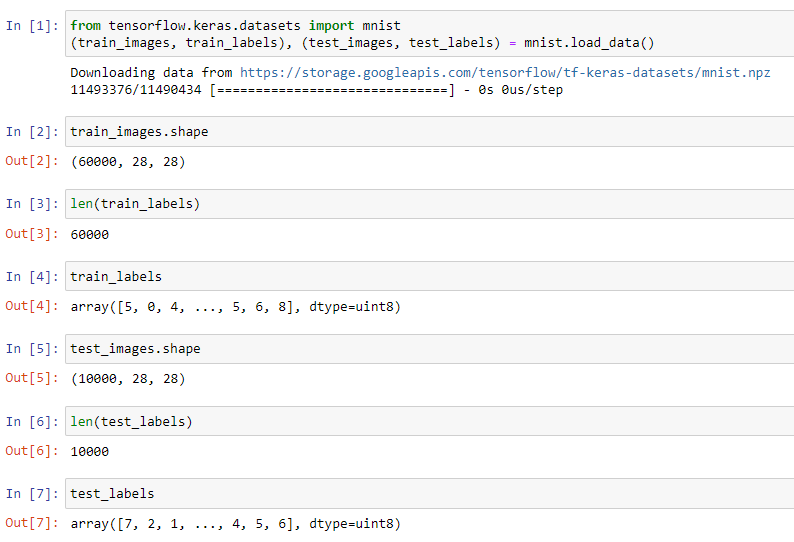 In [1]: from tensorflow.keras.datasets import mnist
(train_images, train_labels), (test_images, test_labels) = mnist.load_data()
Downloading data from https://storage.googleapis.com/tensorflow/tf-keras-datasets/mnist.npz
11493376/11490434 [==============================] - 0s 0us/step
In [2]: train_images.shape
Out[2]: (60000, 28, 28)
In [3]: len(train_labels)
Out[3]: 60000
In [4]: train_labels
Out[4]: array([5, 0, 4, ..., 5, 6, 8], dtype=uint8)
In [5]: test_images.shape
Out[5]: (10000, 28, 28)
In [6]: len(test_labels)
Out[6]: 10000
In [7]: test_labels
Out[7]: array([7, 2, 1, ..., 4, 5, 6], dtype=uint8)